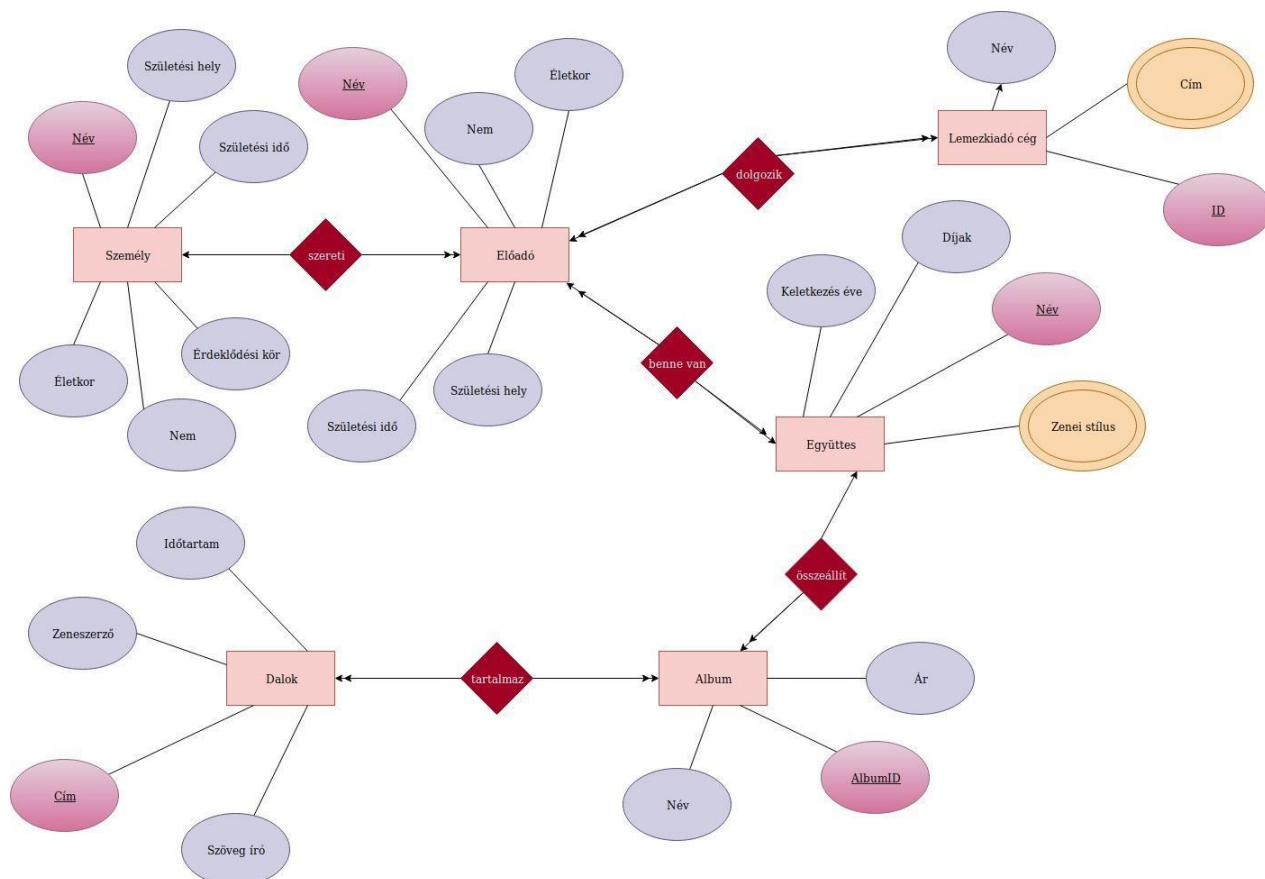 Név
Születési hely
Életkor
Név
Cím
Név
Nem
Születési idő
Lemezkiadó cég
dolgozik
ID
Díjak
Személy
szereti
Előadó
Keletkezés éve
Név
Érdeklődési kör
benne van
Életkor
Születési hely
Születési idő
Zenei stílus
Nem
Együttes
Időtartam
összeállít
Zeneszerző
Dalok
tartalmaz
Album
Ár
AlbumID
Cím
Név
Szöveg író